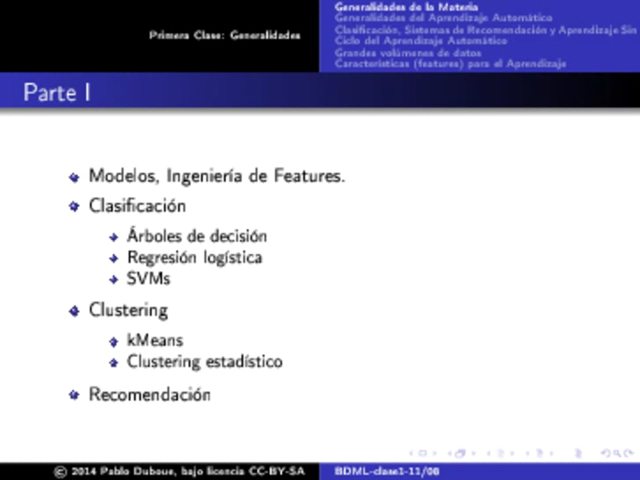 Primera Clase: Generalidades
Generalidades de la Materia
Generalidades del Aprendizaje Automático
Clasificación, Sistemas de Recomendación y Aprendizaje Sin
Ciclo del Aprendizaje Automático
Grandes volúmenes de datos
Características (features) para el Aprendizaje
Parte I
Modelos, Ingeniería de Features.
Clasificación
Árboles de decisión
Regresión logística
SVMs
Clustering
kMeans
Clustering estadístico
Recomendación
© 2014 Pablo Duboue, bajo licencia CC-BY-SA
BDML-clase1-11/08